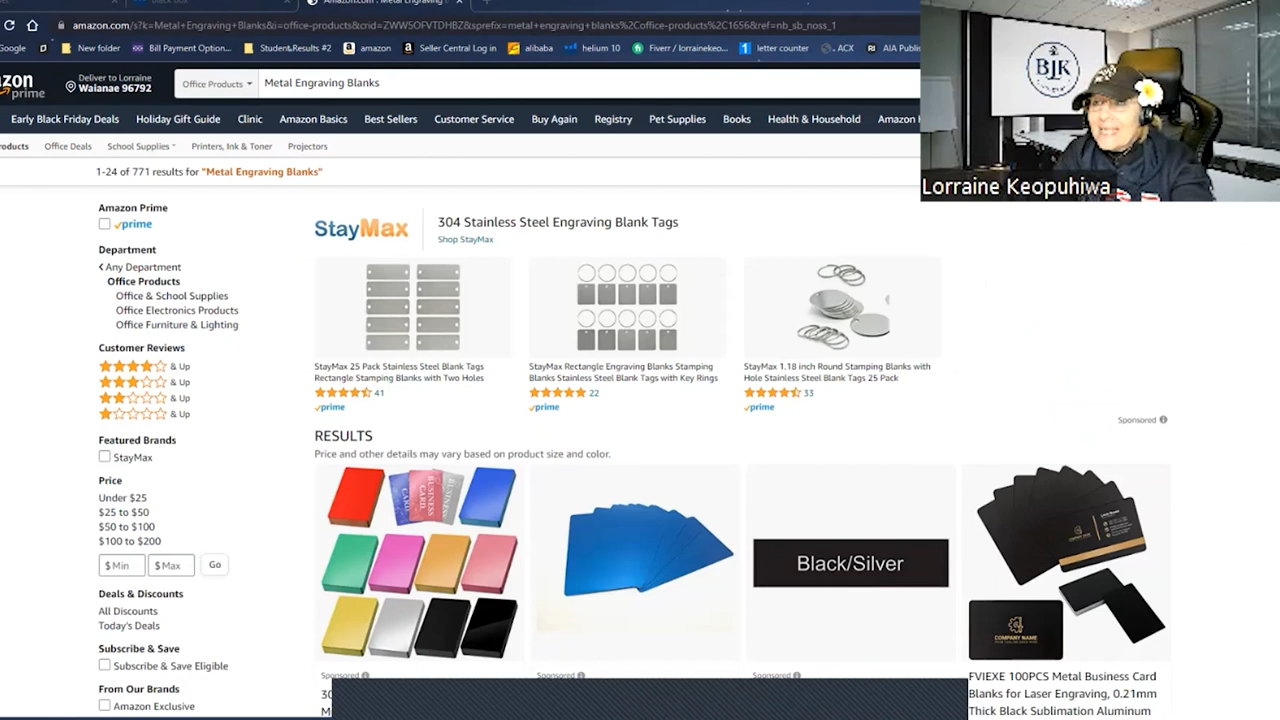 Amazon.com : Metal Engraving
amazon.com/s?k=Metal+Engraving+Blanks&i=office-products&crid=ZWW5OFVTDHBZ&sprefix=metal+engraving+blanks%2Coffice-products%2C1656&ref=nb_sb_noss_1
Google
New folder
Bill Payment Option...
Student Results #2
amazon
Seller Central Log in
alibaba
helium 10
Fiverr / lorrainekeo...
letter counter
ACX
AIA Publi
BJK
zon
prime
Deliver to Lorraine
Waianae 96792
Office Products
Metal Engraving Blanks
Early Black Friday Deals
Holiday Gift Guide
Clinic
Amazon Basics
Best Sellers
Customer Service
Buy Again
Registry
Pet Supplies
Books
Health & Household
Amazon
oducts
Office Deals
School Supplies
Printers, Ink & Toner
Projectors
Lorraine Keopuhiwa
1-24 of 771 results for "Metal Engraving Blanks"
Amazon Prime
prime
Department
Any Department
Office Products
Office & School Supplies
Office Electronics Products
Office Furniture & Lighting
Customer Reviews
& Up
& Up
& Up
& Up
Featured Brands
StayMax
Price
Under $25
$25 to $50
$50 to $100
$100 to $200
$ Min
$ Max
Go
Deals & Discounts
All Discounts
Today's Deals
Subscribe & Save
Subscribe & Save Eligible
From Our Brands
Amazon Exclusive
StayMax
304 Stainless Steel Engraving Blank Tags
Shop StayMax
StayMax 25 Pack Stainless Steel Blank Tags
Rectangle Stamping Blanks with Two Holes
41
prime
StayMax Rectangle Engraving Blanks Stamping
Blanks Stainless Steel Blank Tags with Key Rings
22
prime
StayMax 1.18 inch Round Stamping Blanks with
Hole Stainless Steel Blank Tags 25 Pack
33
prime
Sponsored
RESULTS
Price and other details may vary based on product size and color.
CARD
BUSINESS
CARD
BUSINESS
Black/Silver
COMPANY NAME
Sponsored
Sponsored
Sponsored
30
FVIEXE 100PCS Metal Business Card
Blanks for Laser Engraving, 0.21mm
Thick Black Sublimation Aluminum